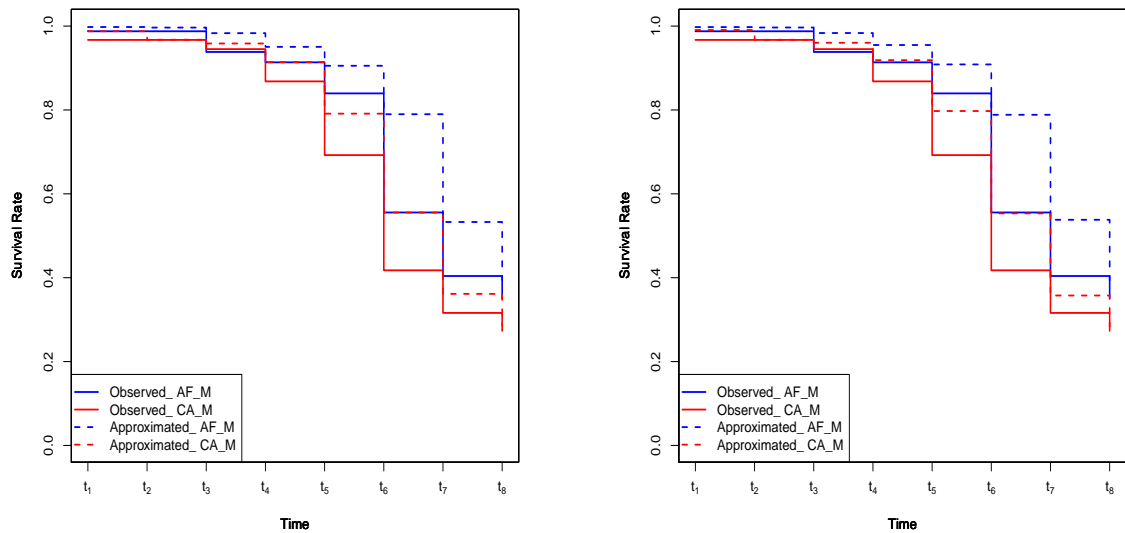 1.0
0.8
0.6
0.4
0.2
0.0
Survival Rate
Observed_ AF_M
Observed_ CA_M
Approximated_ AF_M
Approximated_ CA_M
t1 t2 t3 t4 t5 t6 t7 t8
Time
1.0
0.8
0.6
0.4
0.2
0.0
Survival Rate
Observed_ AF_M
Observed_ CA_M
Approximated_ AF_M
Approximated_ CA_M
t1 t2 t3 t4 t5 t6 t7 t8
Time